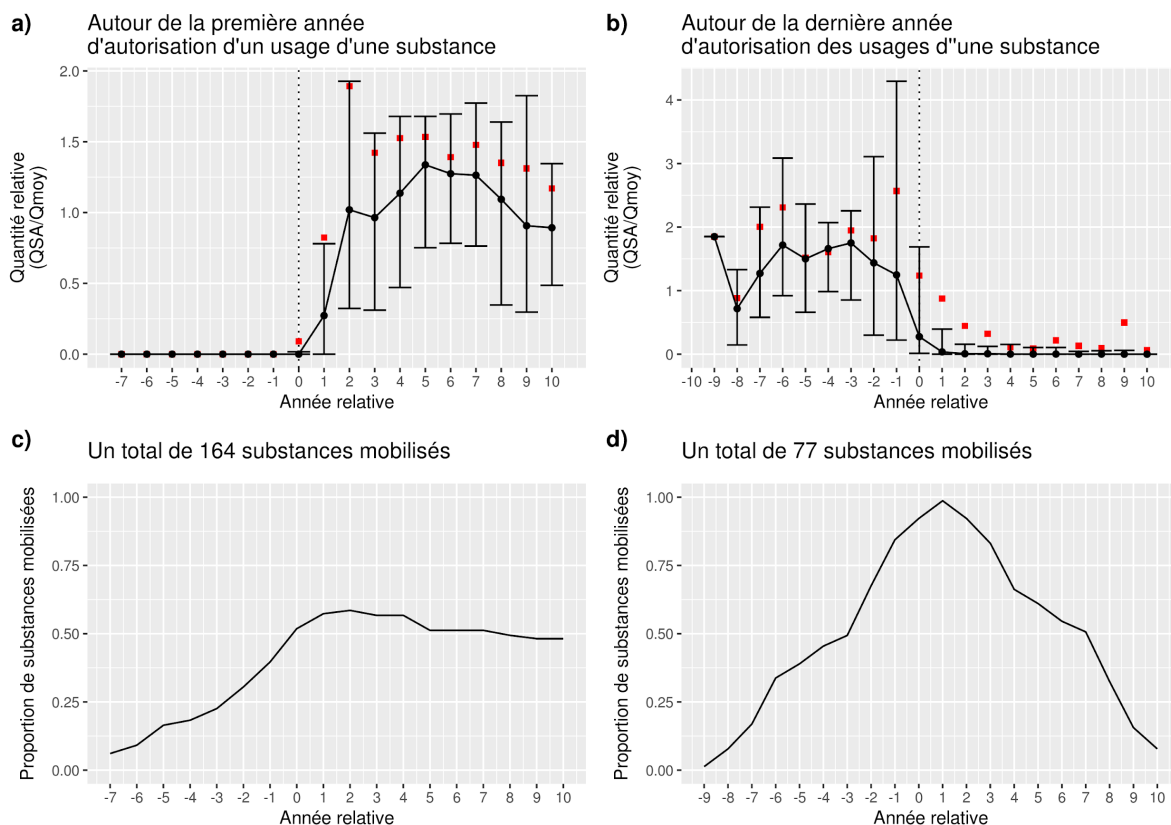 a)
Autour de la première année
d'autorisation d'un usage d'une substance
Quantité relative
(QSA/Qmoy)
2.0
1.5
1.0
0.5
0.0
-7 -6 -5 -4 -3 -2 -1 0 1 2 3 4 5 6 7 8 9 10
Année relative
b)
Autour de la dernière année
d'autorisation des usages d''une substance
Quantité relative
(QSA/Qmoy)
4
3
2
1
0
-10 -9 -8 -7 -6 -5 -4 -3 -2 -1 0 1 2 3 4 5 6 7 8 9 10
Année relative
c)
Un total de 164 substances mobilisés
Proportion de substances mobilisées
1.00
0.75
0.50
0.25
0.00
-7 -6 -5 -4 -3 -2 -1 0 1 2 3 4 5 6 7 8 9 10
Année relative
d)
Un total de 77 substances mobilisés
Proportion de substances mobilisées
1.00
0.75
0.50
0.25
0.00
-9 -8 -7 -6 -5 -4 -3 -2 -1 0 1 2 3 4 5 6 7 8 9 10
Année relative